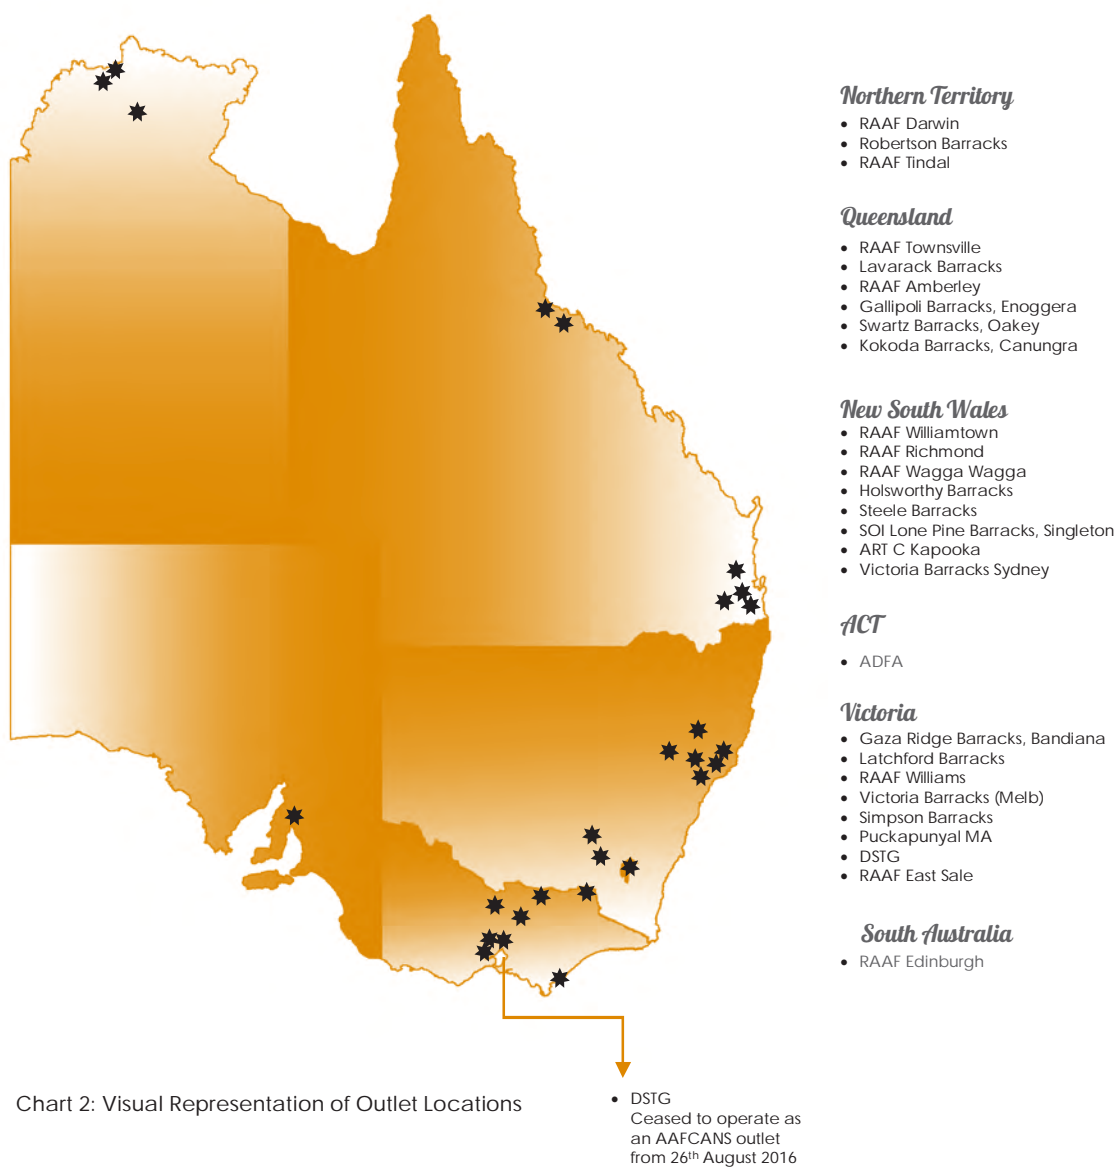 Northern Territory
• RAAF Darwin
• Robertson Barracks
• RAAF Tindal
Queensland
• RAAF Townsville
• Lavarack Barracks
• RAAF Amberley
• Gallipoli Barracks, Enoggera
• Swartz Barracks, Oakey
• Kokoda Barracks, Canungra
New South Wales
• RAAF Williamtown
• RAAF Richmond
• RAAF Wagga Wagga
• Holsworthy Barracks
• Steele Barracks
• SOI Lone Pine Barracks, Singleton
• ART C Kapooka
• Victoria Barracks Sydney
ACT
• ADFA
Victoria
• Gaza Ridge Barracks, Bandiana
• Latchford Barracks
• RAAF Williams
• Victoria Barracks (Melb)
• Simpson Barracks
• Puckapunyal MA
• DSTG
• RAAF East Sale
South Australia
• RAAF Edinburgh
Chart 2: Visual Representation of Outlet Locations
• DSTG
Ceased to operate as
an AAFCANS outlet
from 26th August 2016